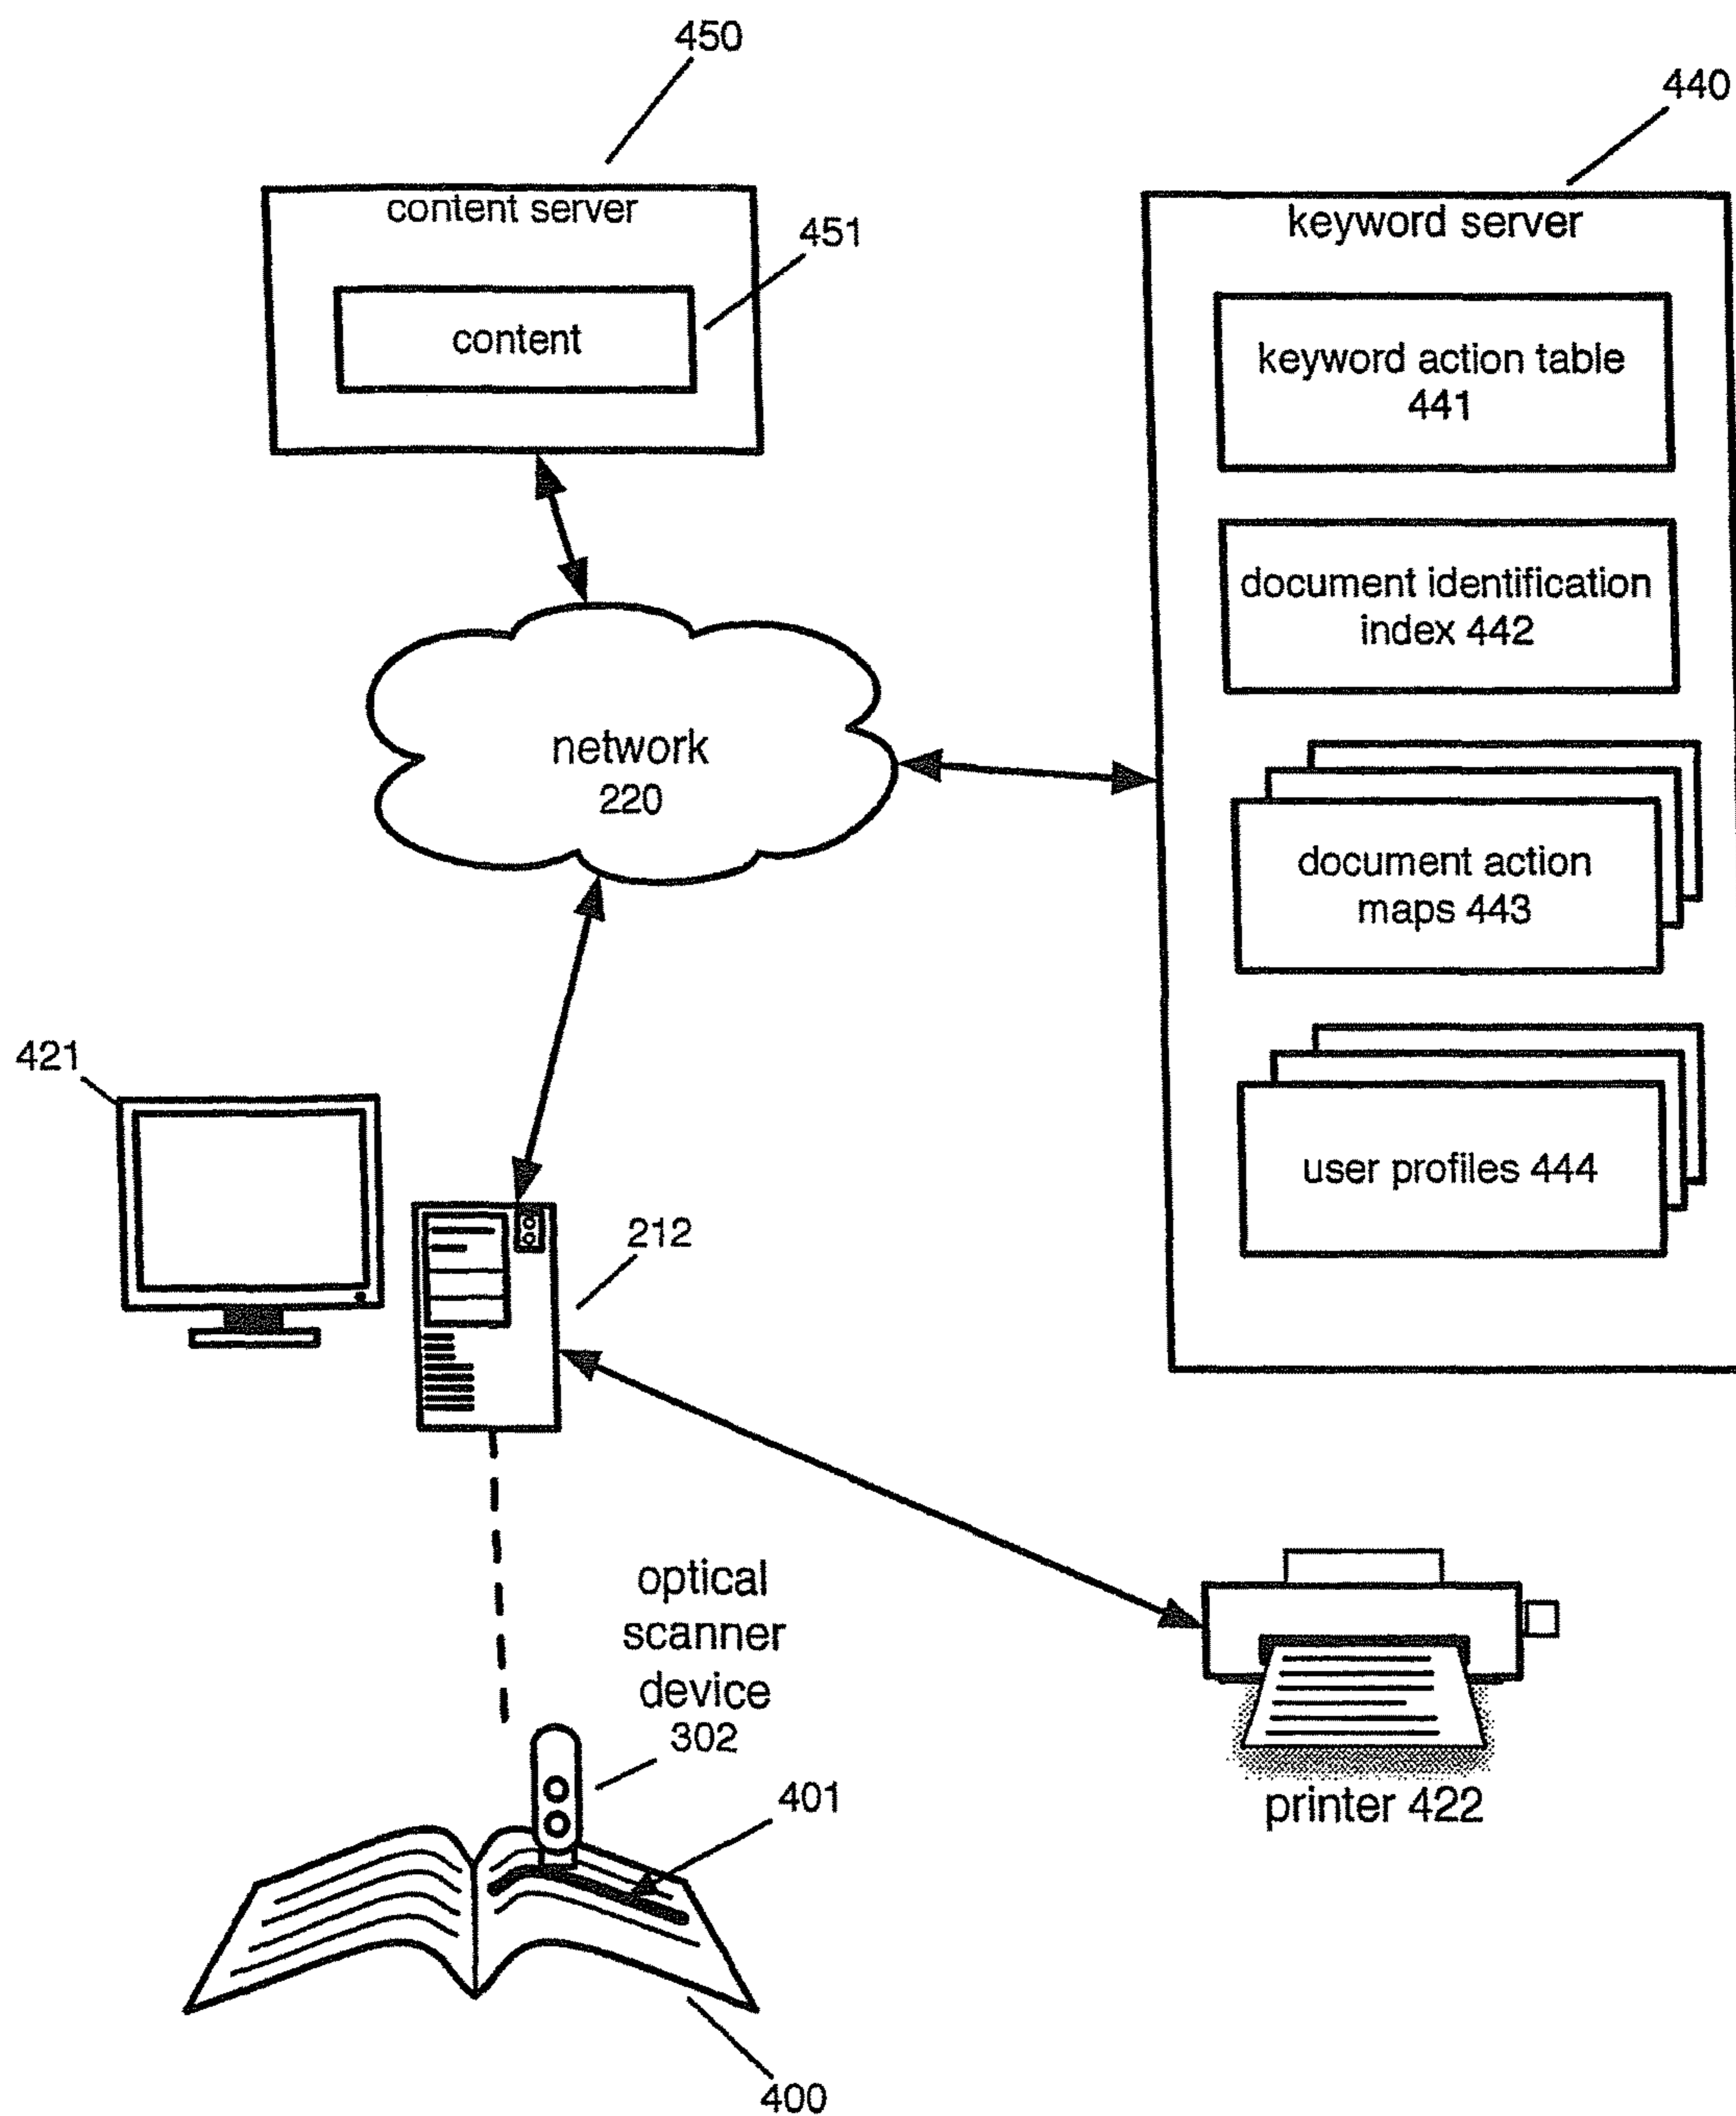 450
440
content server
451
content
keyword server
keyword action table
441
document identification
index 442
network
220
document action
maps 443
421
user profiles 444
212
optical
scanner
device
302
401
printer 422
400